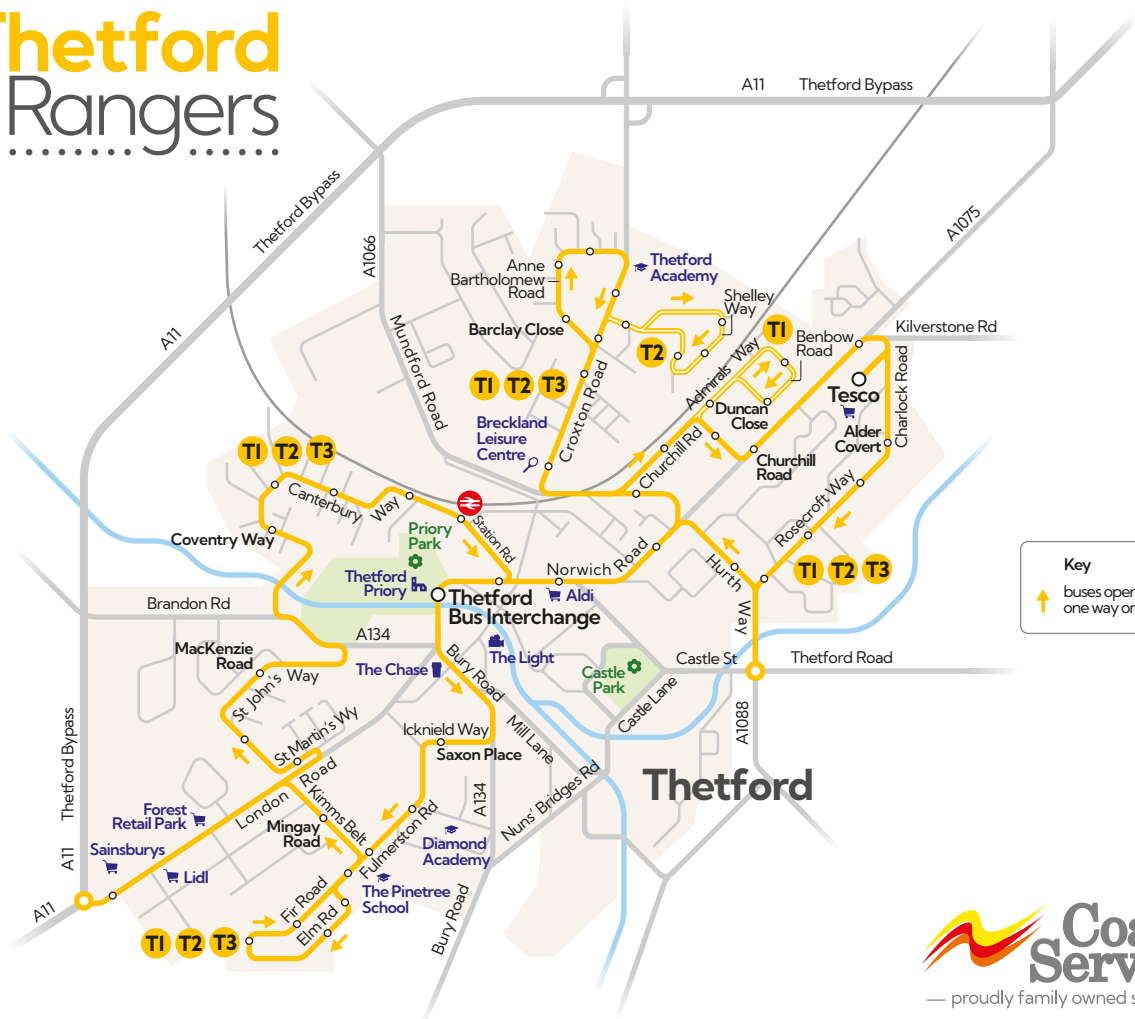 Thetford
Rangers
A11 Thetford Bypass
Thetford Bypass
A11
A1066
A1075
Mundford Road
Anne
Bartholomew
Road
Thetford
Academy
Shelley
Way
Barclay Close
T2
T1
Benbow
Road
Kilverstone Rd
Admirals Way
T1 T2 T3
Croxton Road
Tesco
Charlock Road
Duncan
Close
Alder
Covert
Breckland
Leisure
Centre
Churchill Rd
Churchill
Road
T1 T2 T3
Canterbury Way
Rosecroft Way
Coventry Way
Station Rd
Priory
Park
Thetford
Priory
Norwich Road
Hurth Way
T1 T2 T3
Aldi
Thetford
Bus Interchange
Key
buses oper
one way or
Brandon Rd
A134
MacKenzie
Road
The Chase
The Light
Bury Road
Castle
Park
Castle St
Thetford Road
St John's Way
Castle Lane
A1088
St Martin's Wy
Icknield Way
Saxon Place
Mill Lane
Thetford Bypass
A11
London Road
Kimms Belt
A134
Nuns' Bridges Rd
Thetford
Forest
Retail Park
Mingay
Road
Fulmerston Rd
Diamond
Academy
Sainsburys
Lidl
The Pinetree
School
A11
Fir Road
Elm Rd
Bury Road
T1 T2 T3
Coa
Serv
— proudly family owned s